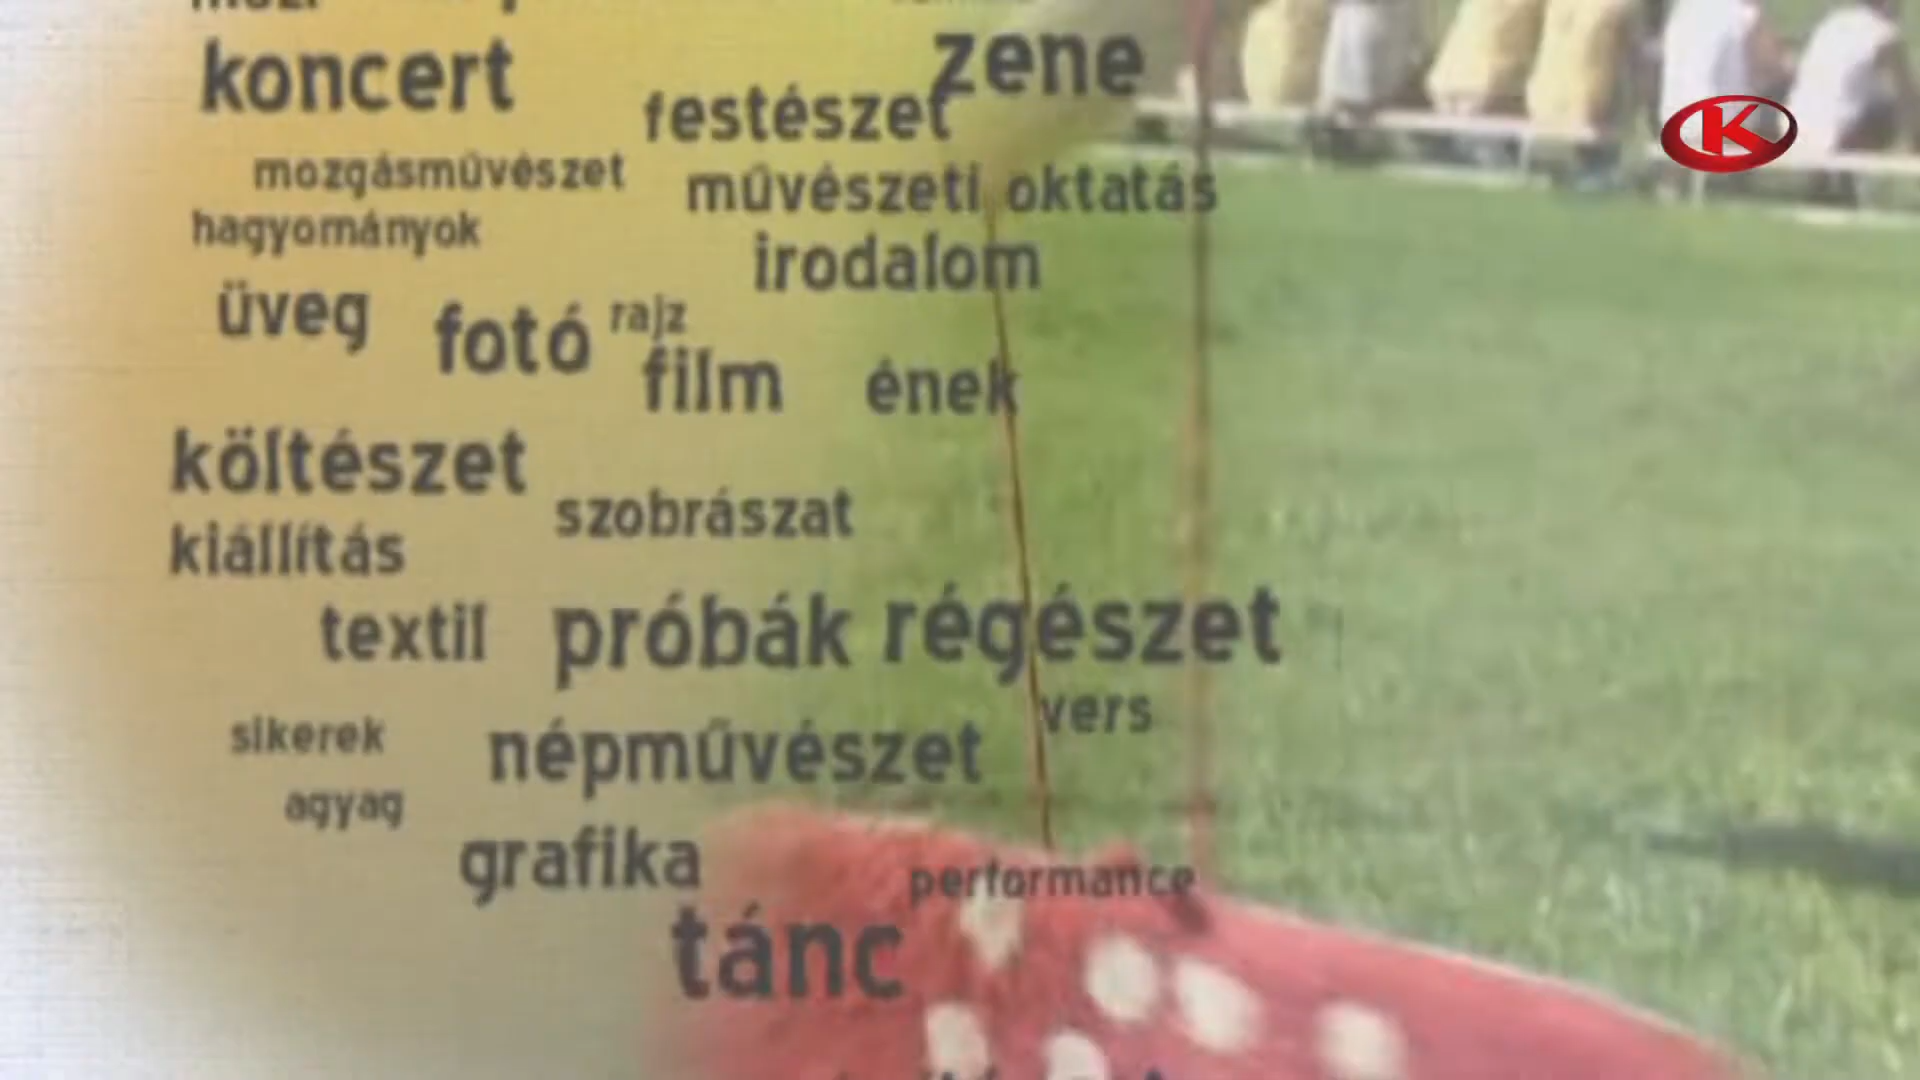 koncert
zene
festészet
mozgásművészet
művészeti oktatás
hagyományok
irodalom
üveg
fotó
rajz
film
ének
költészet
szobrászat
kiállítás
textil
próbák
régészet
vers
sikerek
népművészet
agyag
grafika
performance
tánc
K